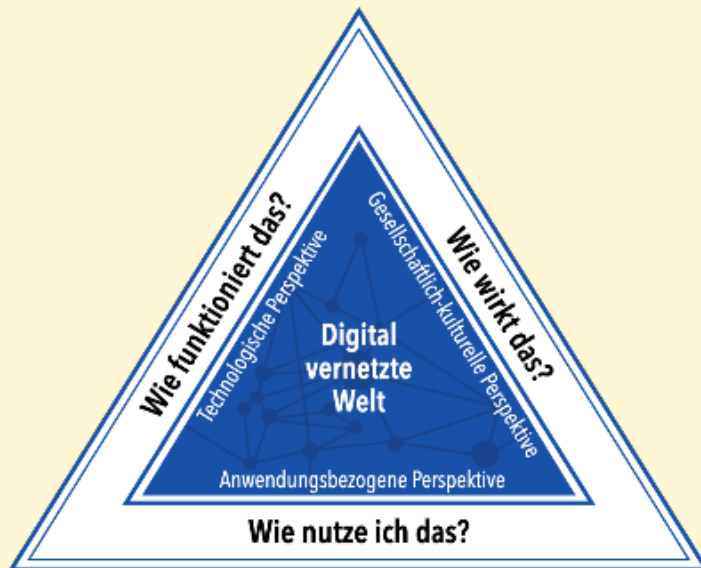 Wie funktioniert das?
Technologische Perspektive
Gesellschaftlich-kulturelle Perspektive
Wie wirkt das?
Digital
vernetzte
Welt
Anwendungsbezogene Perspektive
Wie nutze ich das?